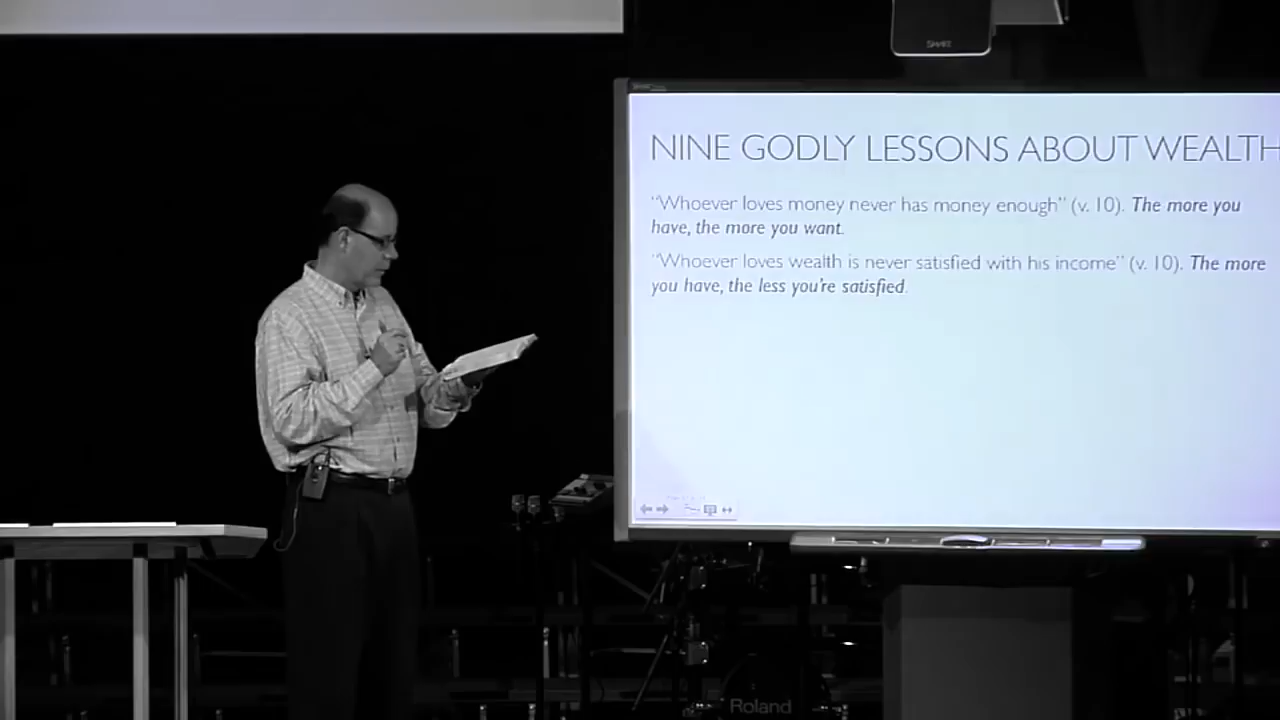 SMART
NINE GODLY LESSONS ABOUT WEALTH
"Whoever loves money never has money enough" (v. 10). The more you
have, the more you want.
"Whoever loves wealth is never satisfied with his income" (v. 10). The more
you have, the less you're satisfied.
Roland